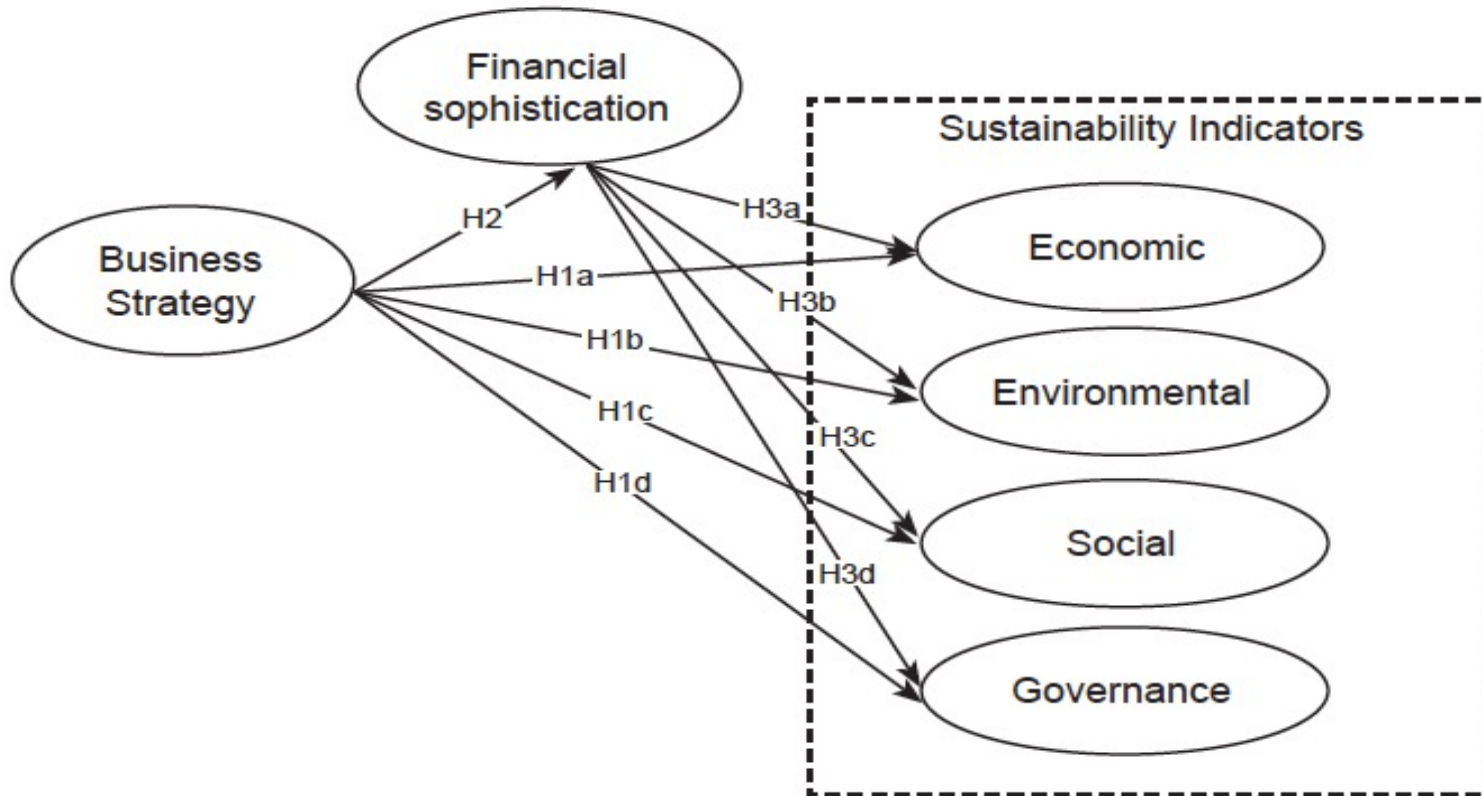 Financial
sophistication
Sustainability Indicators
H3a
H2
Economic
Business
Strategy
H1a
H3b
H1b
Environmental
H1c
H3c
H1d
Social
H3d
Governance